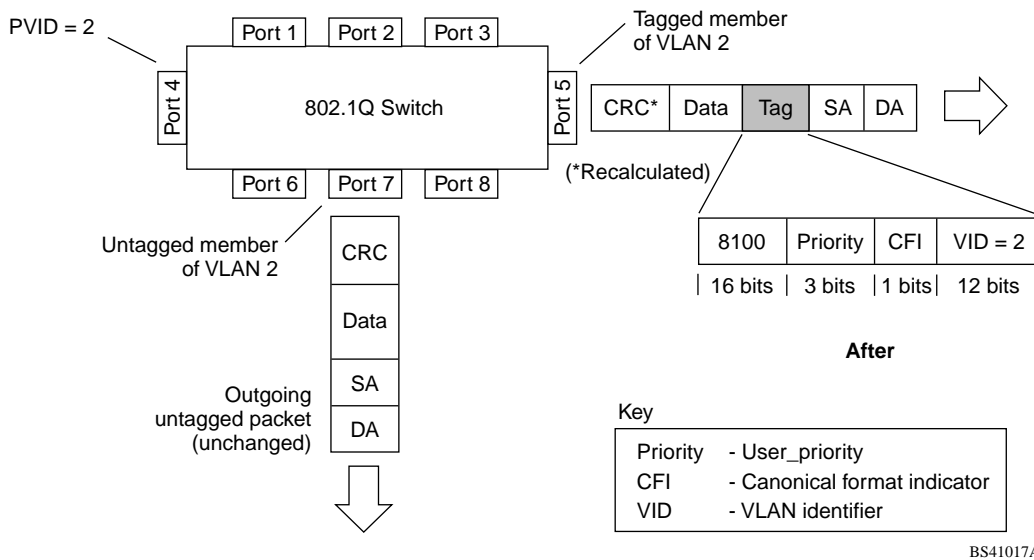 PVID = 2
Port 1
Port 2
Port 3
Tagged member
of VLAN 2
Port 4
802.1Q Switch
Port 5
CRC*
Data
Tag
SA
DA
(*Recalculated)
Port 6
Port 7
Port 8
Untagged member
of VLAN 2
CRC
Data
SA
DA
8100
Priority
CFI
VID = 2
16 bits
3 bits
1 bits
12 bits
After
Outgoing
untagged packet
(unchanged)
Key
Priority - User_priority
CFI - Canonical format indicator
VID - VLAN identifier
BS41017A